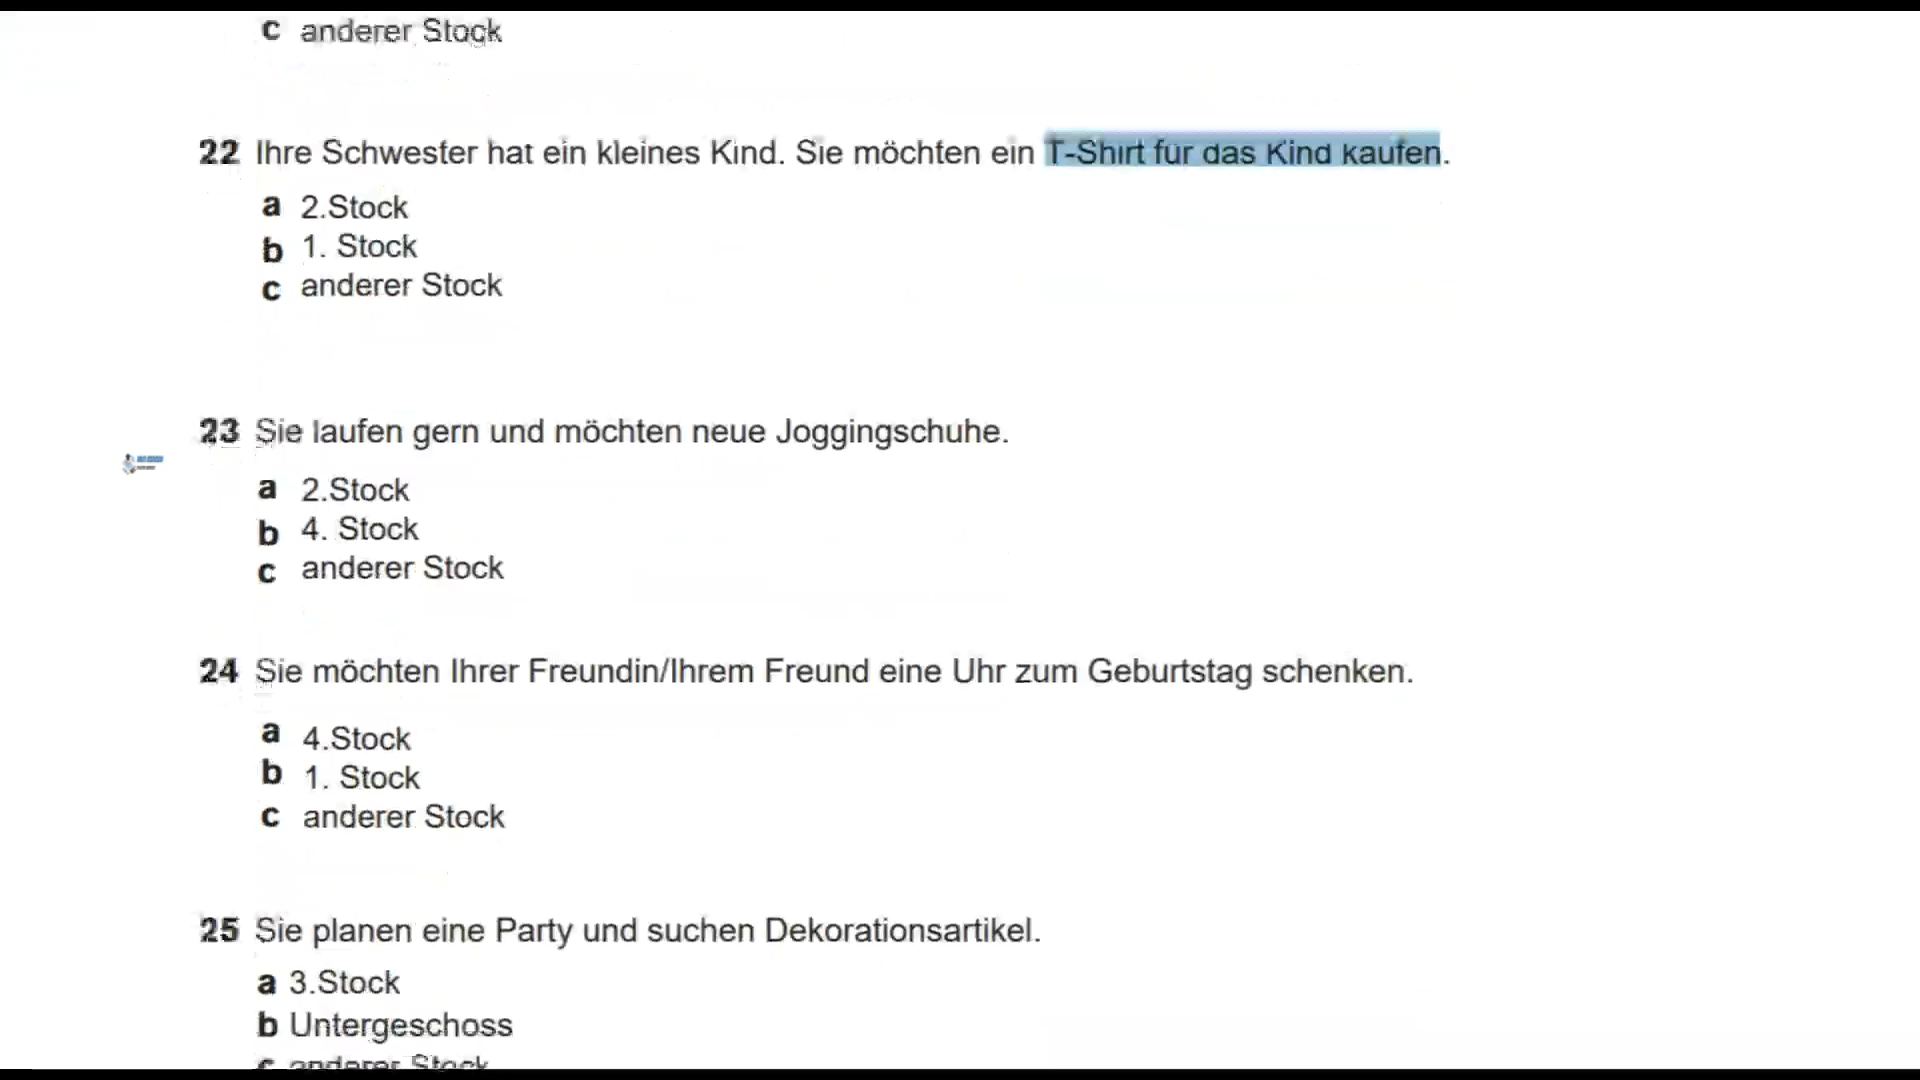 c anderer Stock
22 Ihre Schwester hat ein kleines Kind. Sie möchten ein T-Shirt für das Kind kaufen.
a 2.Stock
b 1. Stock
c anderer Stock
23 Sie laufen gern und möchten neue Joggingschuhe.
a 2.Stock
b 4. Stock
c anderer Stock
24 Sie möchten Ihrer Freundin/Ihrem Freund eine Uhr zum Geburtstag schenken.
a 4.Stock
b 1. Stock
c anderer Stock
25 Sie planen eine Party und suchen Dekorationsartikel.
a 3.Stock
b Untergeschoss
c anderer Stock